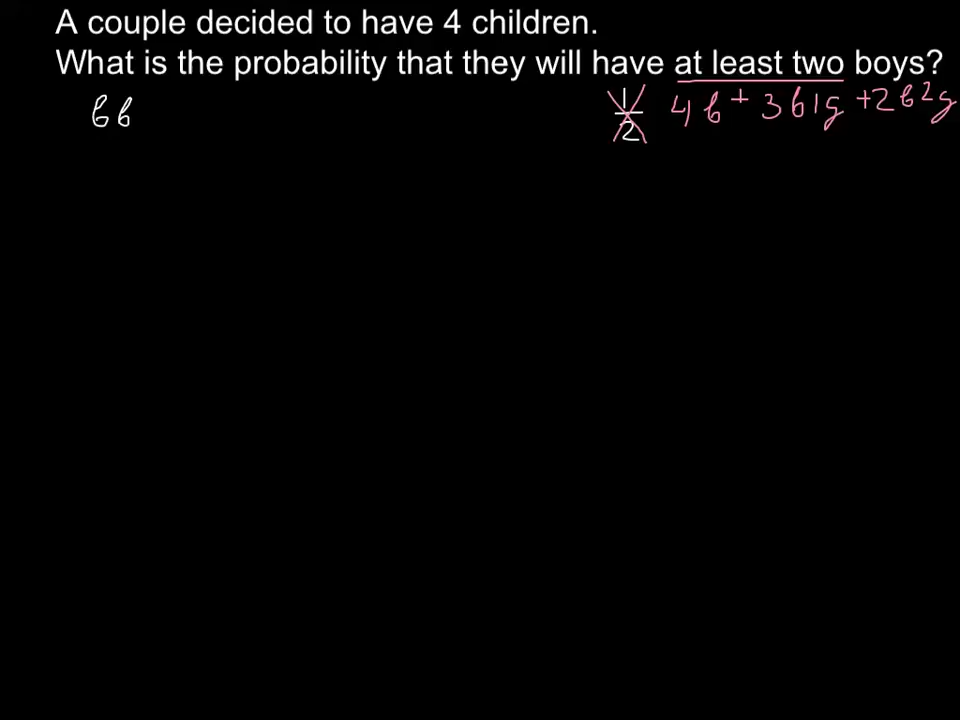 A couple decided to have 4 children.
What is the probability that they will have at least two boys?
bb
1/2 4b + 3b1g + 2b2g